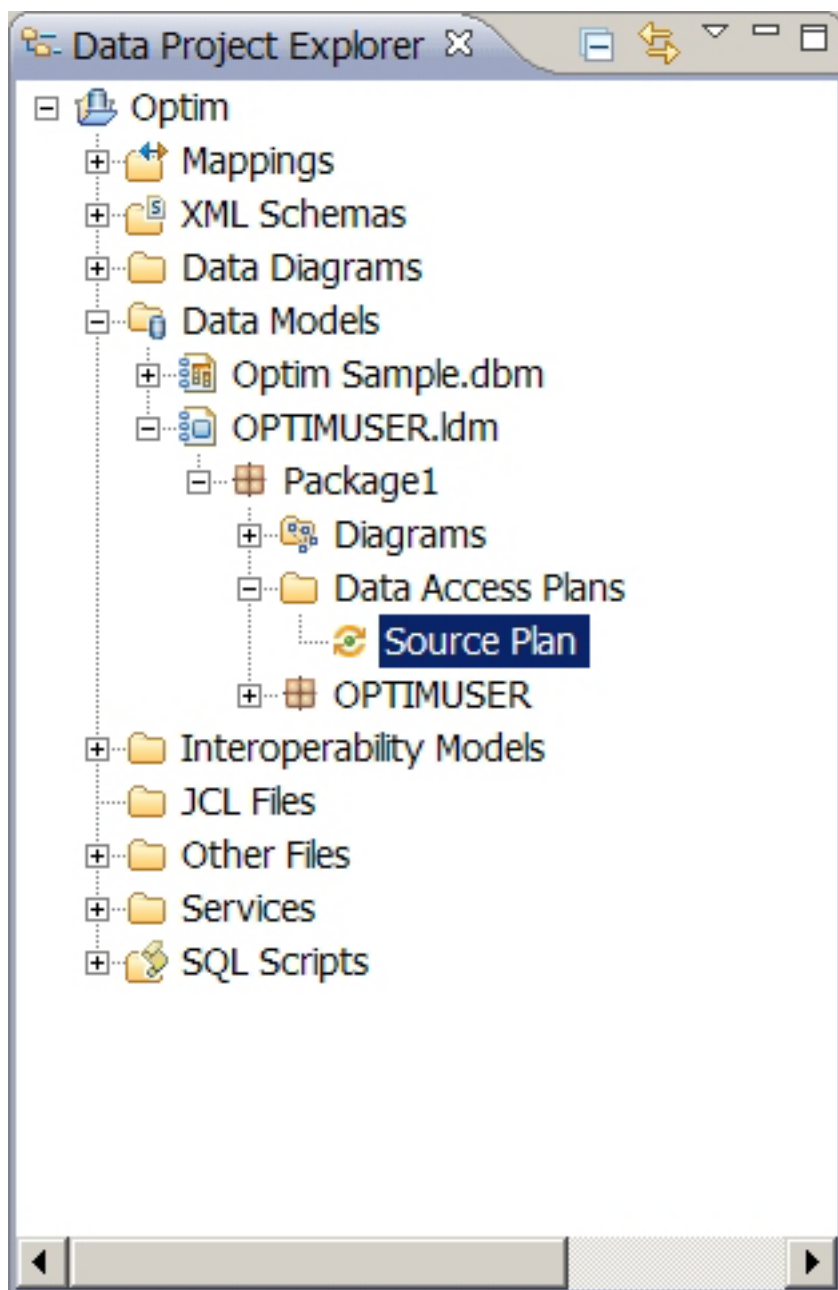 Data Project Explorer
Optim
Mappings
XML Schemas
Data Diagrams
Data Models
Optim Sample.dbm
OPTIMUSER.ldm
Package1
Diagrams
Data Access Plans
Source Plan
OPTIMUSER
Interoperability Models
JCL Files
Other Files
Services
SQL Scripts